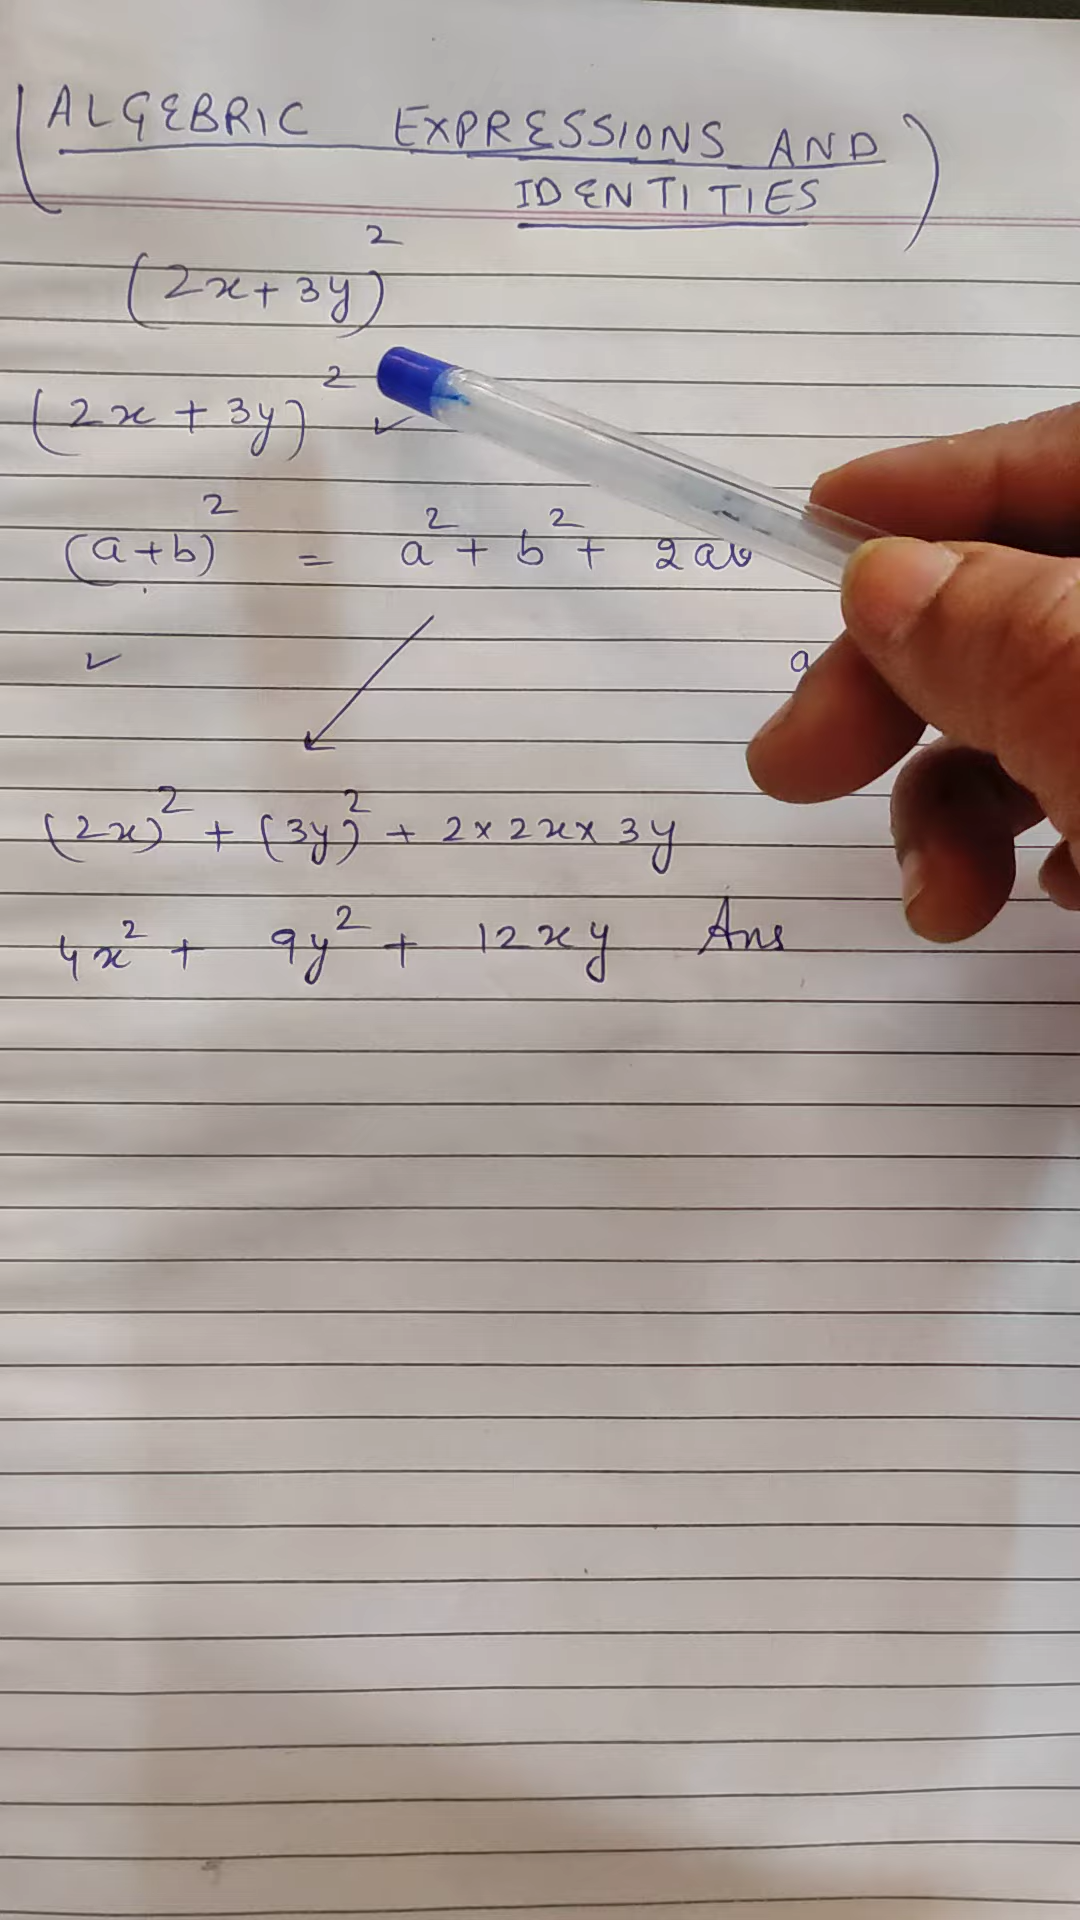 (ALGEBRIC EXPRESSIONS AND
IDENTITIES)
(2x+3y)²
(2x+3y)² ✓
(a+b)² = a² + b² + 2ab
✓ a
(2x)² + (3y)² + 2×2x×3y
4x² + 9y² + 12xy Ans